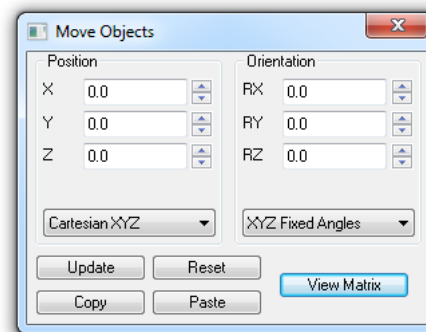 Move Objects
Position Orientation
X 0.0 RX 0.0
Y 0.0 RY 0.0
Z 0.0 RZ 0.0
Cartesian XYZ XYZ Fixed Angles
Update Reset
View Matrix
Copy Paste